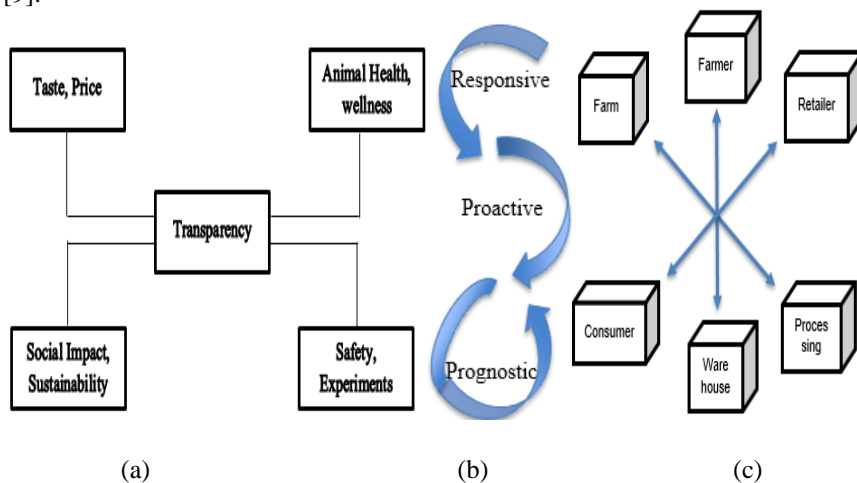 [9].
Taste, Price
Animal Health,
wellness
Transparency
Social Impact,
Sustainability
Safety,
Experiments
Responsive
Proactive
Prognostic
Farm
Farmer
Retailer
Consumer
Ware
house
Proces
sing
(a)
(b)
(c)